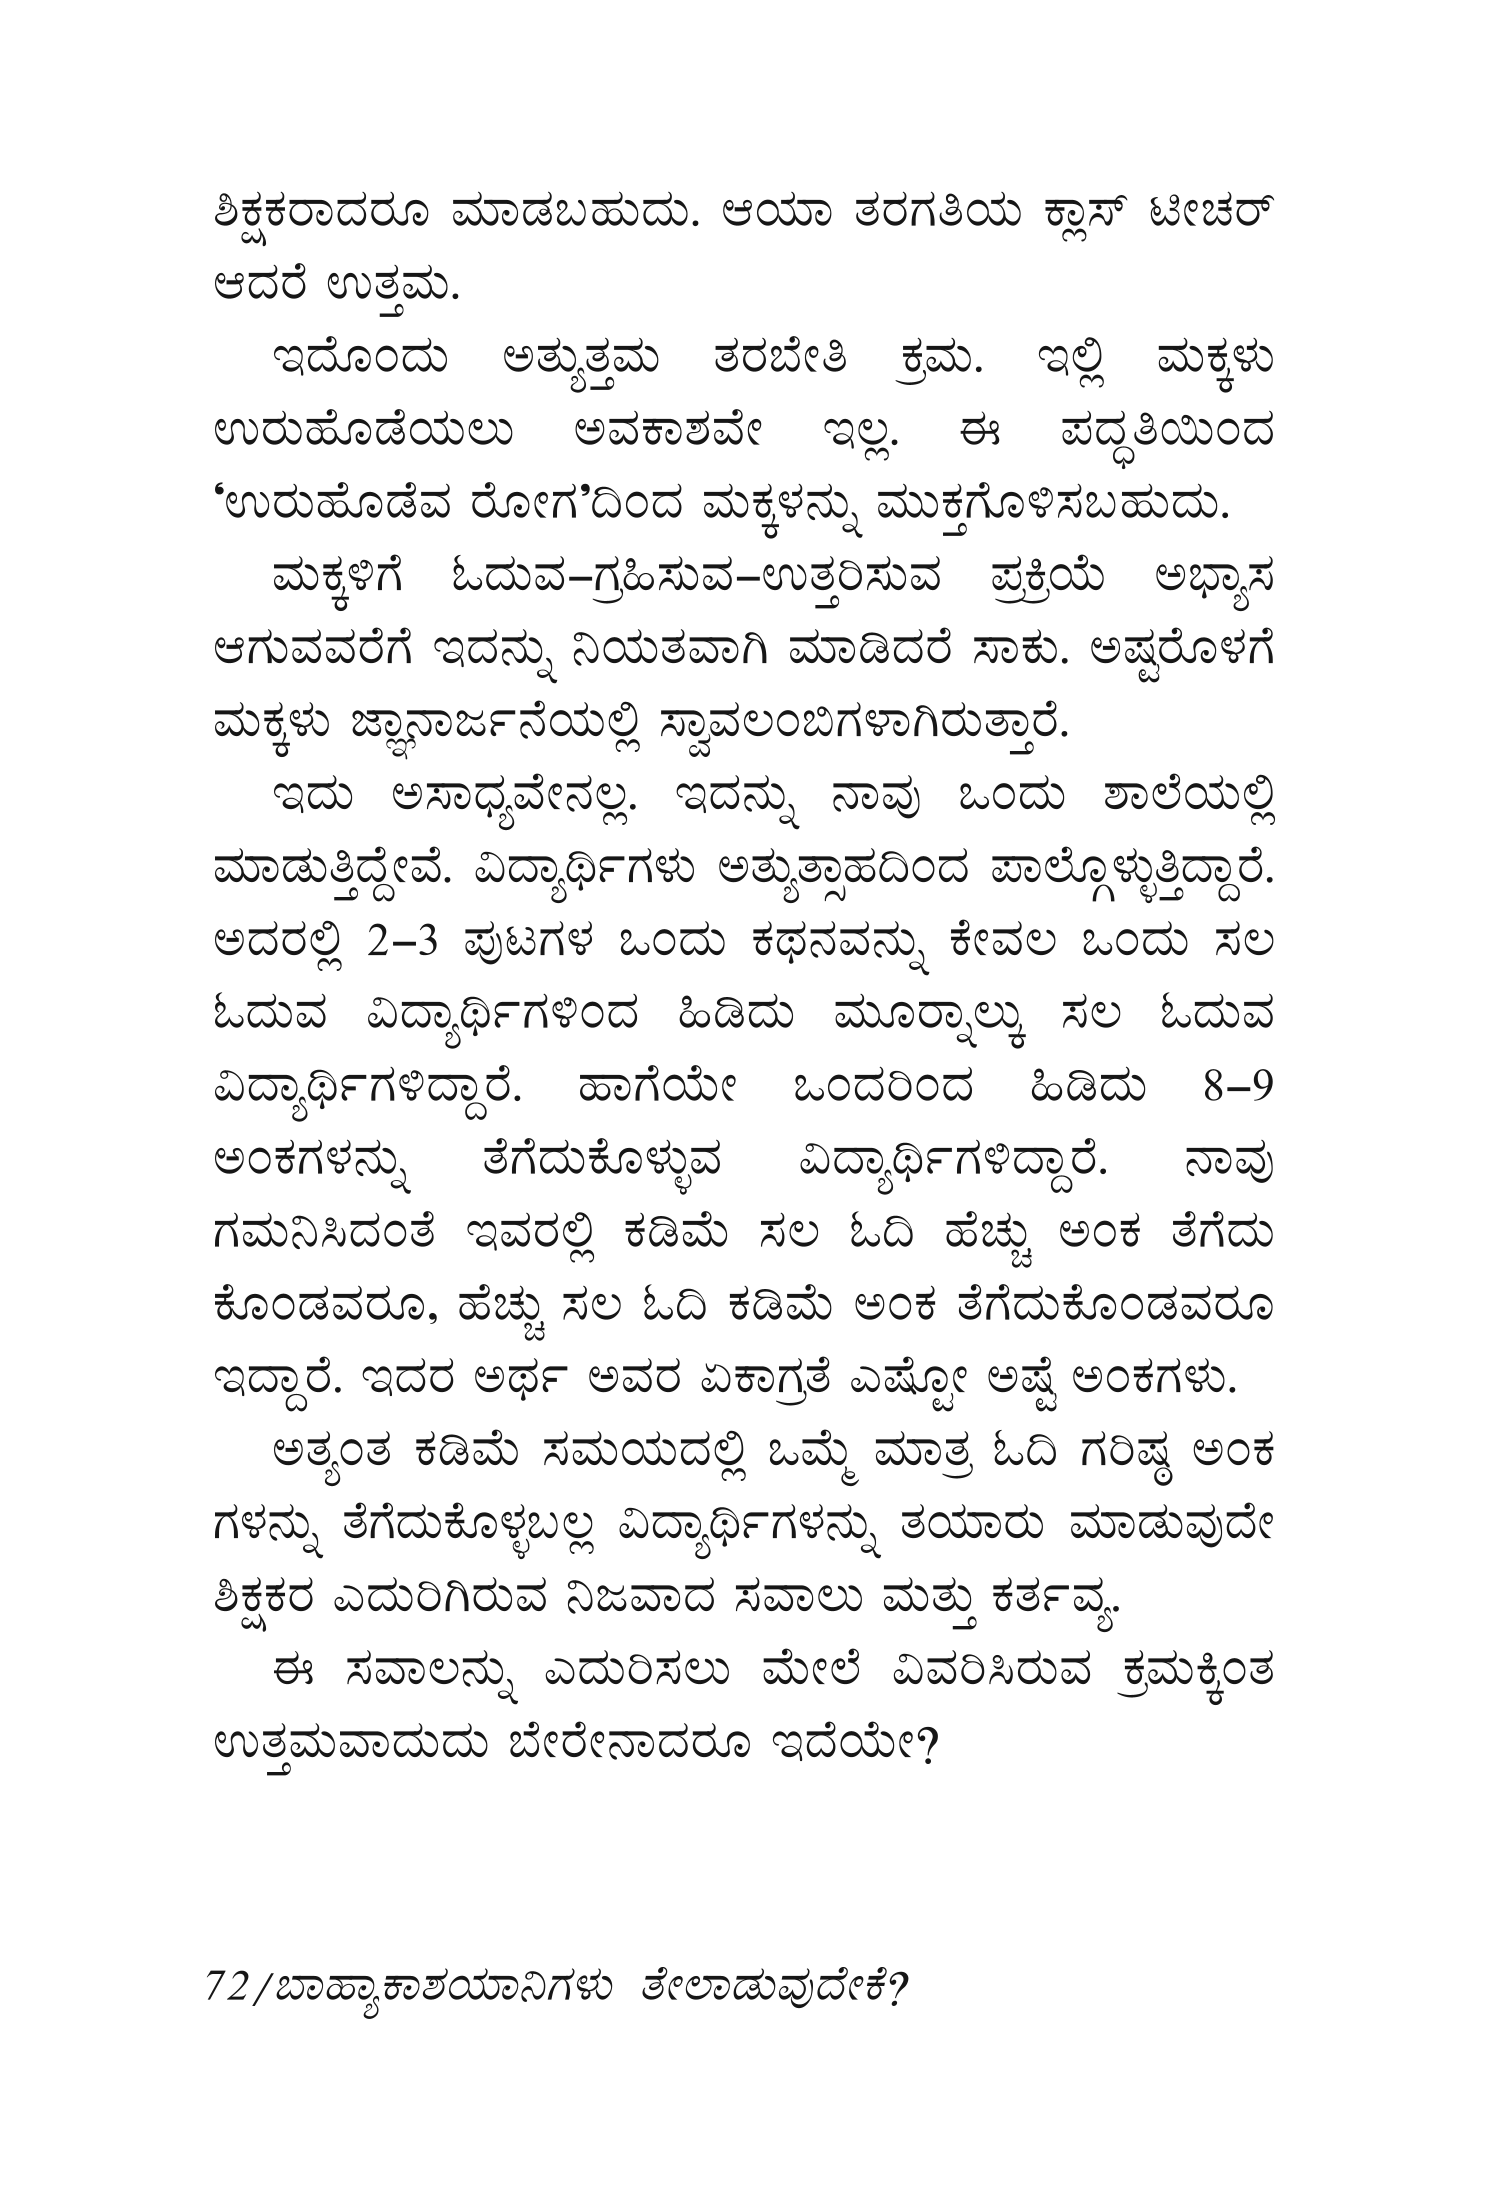 ಶಿಕ್ಷಕರಾದರೂ ಮಾಡಬಹುದು. ಆಯಾ ತರಗತಿಯ ಕ್ಲಾಸ್ ಟೀಚರ್
ಆದರೆ ಉತ್ತಮ.
ಇದೊಂದು ಅತ್ಯುತ್ತಮ ತರಬೇತಿ ಕ್ರಮ. ಇಲ್ಲಿ ಮಕ್ಕಳು
ಉರುಹೊಡೆಯಲು ಅವಕಾಶವೇ ಇಲ್ಲ. ಈ ಪದ್ಧತಿಯಿಂದ
‘ಉರುಹೊಡೆವ ರೋಗ’ದಿಂದ ಮಕ್ಕಳನ್ನು ಮುಕ್ತಗೊಳಿಸಬಹುದು.
ಮಕ್ಕಳಿಗೆ ಓದುವ–ಗ್ರಹಿಸುವ–ಉತ್ತರಿಸುವ ಪ್ರಕ್ರಿಯೆ ಅಭ್ಯಾಸ
ಆಗುವವರೆಗೆ ಇದನ್ನು ನಿಯತವಾಗಿ ಮಾಡಿದರೆ ಸಾಕು. ಅಷ್ಟರೊಳಗೆ
ಮಕ್ಕಳು ಜ್ಞಾನಾರ್ಜನೆಯಲ್ಲಿ ಸ್ವಾವಲಂಬಿಗಳಾಗಿರುತ್ತಾರೆ.
ಇದು ಅಸಾಧ್ಯವೇನಲ್ಲ. ಇದನ್ನು ನಾವು ಒಂದು ಶಾಲೆಯಲ್ಲಿ
ಮಾಡುತ್ತಿದ್ದೇವೆ. ವಿದ್ಯಾರ್ಥಿಗಳು ಅತ್ಯುತ್ಸಾಹದಿಂದ ಪಾಲ್ಗೊಳ್ಳುತ್ತಿದ್ದಾರೆ.
ಅದರಲ್ಲಿ 2–3 ಪುಟಗಳ ಒಂದು ಕಥನವನ್ನು ಕೇವಲ ಒಂದು ಸಲ
ಓದುವ ವಿದ್ಯಾರ್ಥಿಗಳಿಂದ ಹಿಡಿದು ಮೂರ್ನಾಲ್ಕು ಸಲ ಓದುವ
ವಿದ್ಯಾರ್ಥಿಗಳಿದ್ದಾರೆ. ಹಾಗೆಯೇ ಒಂದರಿಂದ ಹಿಡಿದು 8–9
ಅಂಕಗಳನ್ನು ತೆಗೆದುಕೊಳ್ಳುವ ವಿದ್ಯಾರ್ಥಿಗಳಿದ್ದಾರೆ. ನಾವು
ಗಮನಿಸಿದಂತೆ ಇವರಲ್ಲಿ ಕಡಿಮೆ ಸಲ ಓದಿ ಹೆಚ್ಚು ಅಂಕ ತೆಗೆದು
ಕೊಂಡವರೂ, ಹೆಚ್ಚು ಸಲ ಓದಿ ಕಡಿಮೆ ಅಂಕ ತೆಗೆದುಕೊಂಡವರೂ
ಇದ್ದಾರೆ. ಇದರ ಅರ್ಥ ಅವರ ಏಕಾಗ್ರತೆ ಎಷ್ಟೋ ಅಷ್ಟೆ ಅಂಕಗಳು.
ಅತ್ಯಂತ ಕಡಿಮೆ ಸಮಯದಲ್ಲಿ ಒಮ್ಮೆ ಮಾತ್ರ ಓದಿ ಗರಿಷ್ಠ ಅಂಕ
ಗಳನ್ನು ತೆಗೆದುಕೊಳ್ಳಬಲ್ಲ ವಿದ್ಯಾರ್ಥಿಗಳನ್ನು ತಯಾರು ಮಾಡುವುದೇ
ಶಿಕ್ಷಕರ ಎದುರಿಗಿರುವ ನಿಜವಾದ ಸವಾಲು ಮತ್ತು ಕರ್ತವ್ಯ.
ಈ ಸವಾಲನ್ನು ಎದುರಿಸಲು ಮೇಲೆ ವಿವರಿಸಿರುವ ಕ್ರಮಕ್ಕಿಂತ
ಉತ್ತಮವಾದುದು ಬೇರೇನಾದರೂ ಇದೆಯೇ?
72/ಬಾಹ್ಯಾಕಾಶಯಾನಿಗಳು ತೇಲಾಡುವುದೇಕೆ?